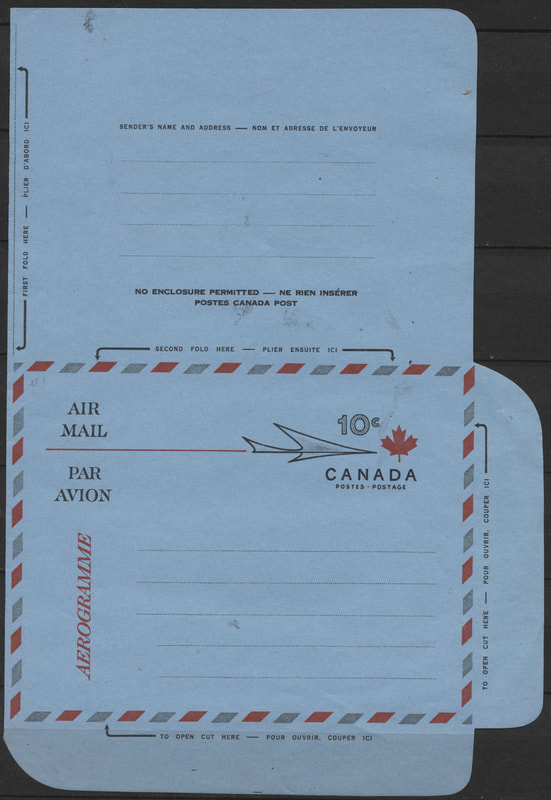 SENDER'S NAME AND ADDRESS — NOM ET ADRESSE DE L'ENVOYEUR
FIRST FOLD HERE — PLIER D'ABORD ICI
NO ENCLOSURE PERMITTED — NE RIEN INSÉRER
POSTES CANADA POST
SECOND FOLD HERE — PLIER ENSUITE ICI
AIR
MAIL
PAR
AVION
10c
CANADA
POSTES - POSTAGE
AEROGRAMME
TO OPEN CUT HERE — POUR OUVRIR, COUPER ICI
TO OPEN CUT HERE — POUR OUVRIR, COUPER ICI